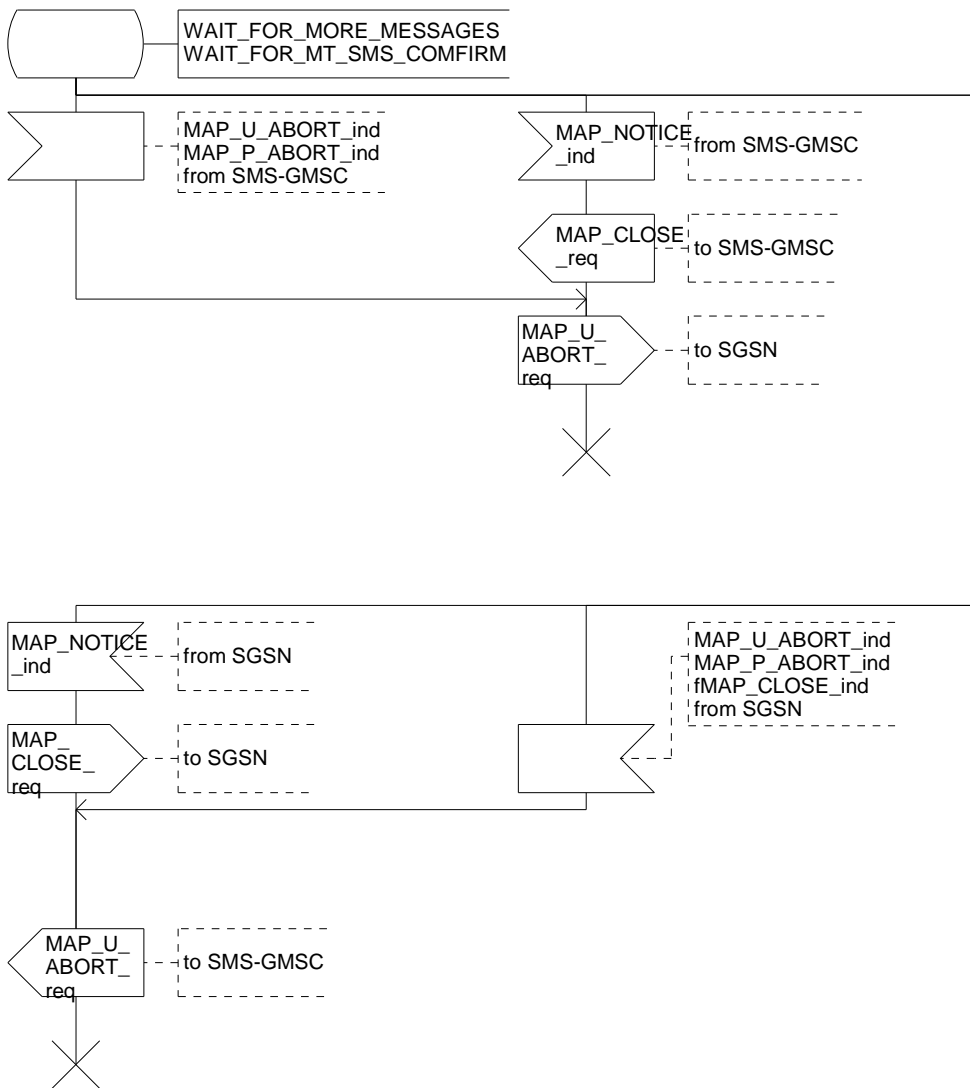 WAIT_FOR_MORE_MESSAGES
WAIT_FOR_MT_SMS_COMFIRM
MAP_U_ABORT_ind
MAP_P_ABORT_ind
from SMS-GMSC
MAP_NOTICE
_ind
from SMS-GMSC
MAP_CLOSE
_req
to SMS-GMSC
MAP_U_
ABORT_
req
to SGSN
MAP_NOTICE
_ind
from SGSN
MAP_U_ABORT_ind
MAP_P_ABORT_ind
fMAP_CLOSE_ind
from SGSN
MAP_
CLOSE_
req
to SGSN
MAP_U_
ABORT_
req
to SMS-GMSC